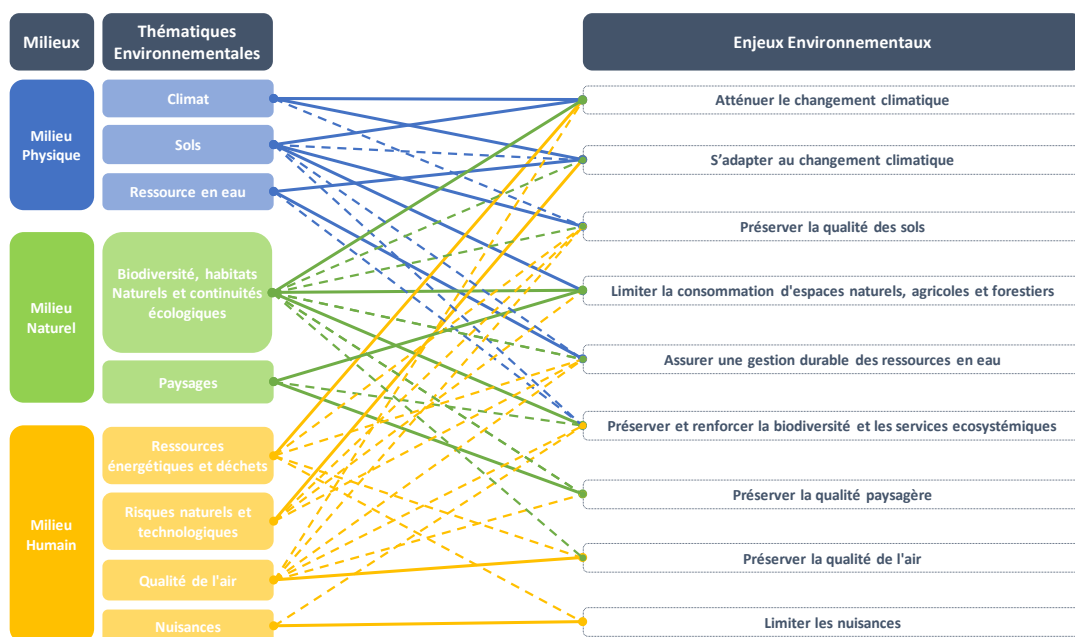 Milieux
Thématiques
Environnementales
Enjeux Environnementaux
Milieu
Physique
Climat
Sols
Ressource en eau
Milieu
Naturel
Biodiversité, habitats
Naturels et continuités
écologiques
Paysages
Milieu
Humain
Ressources
énergétiques et déchets
Risques naturels et
technologiques
Qualité de l'air
Nuisances
Atténuer le changement climatique
S'adapter au changement climatique
Préserver la qualité des sols
Limiter la consommation d'espaces naturels, agricoles et forestiers
Assurer une gestion durable des ressources en eau
Préserver et renforcer la biodiversité et les services ecosystémiques
Préserver la qualité paysagère
Préserver la qualité de l'air
Limiter les nuisances